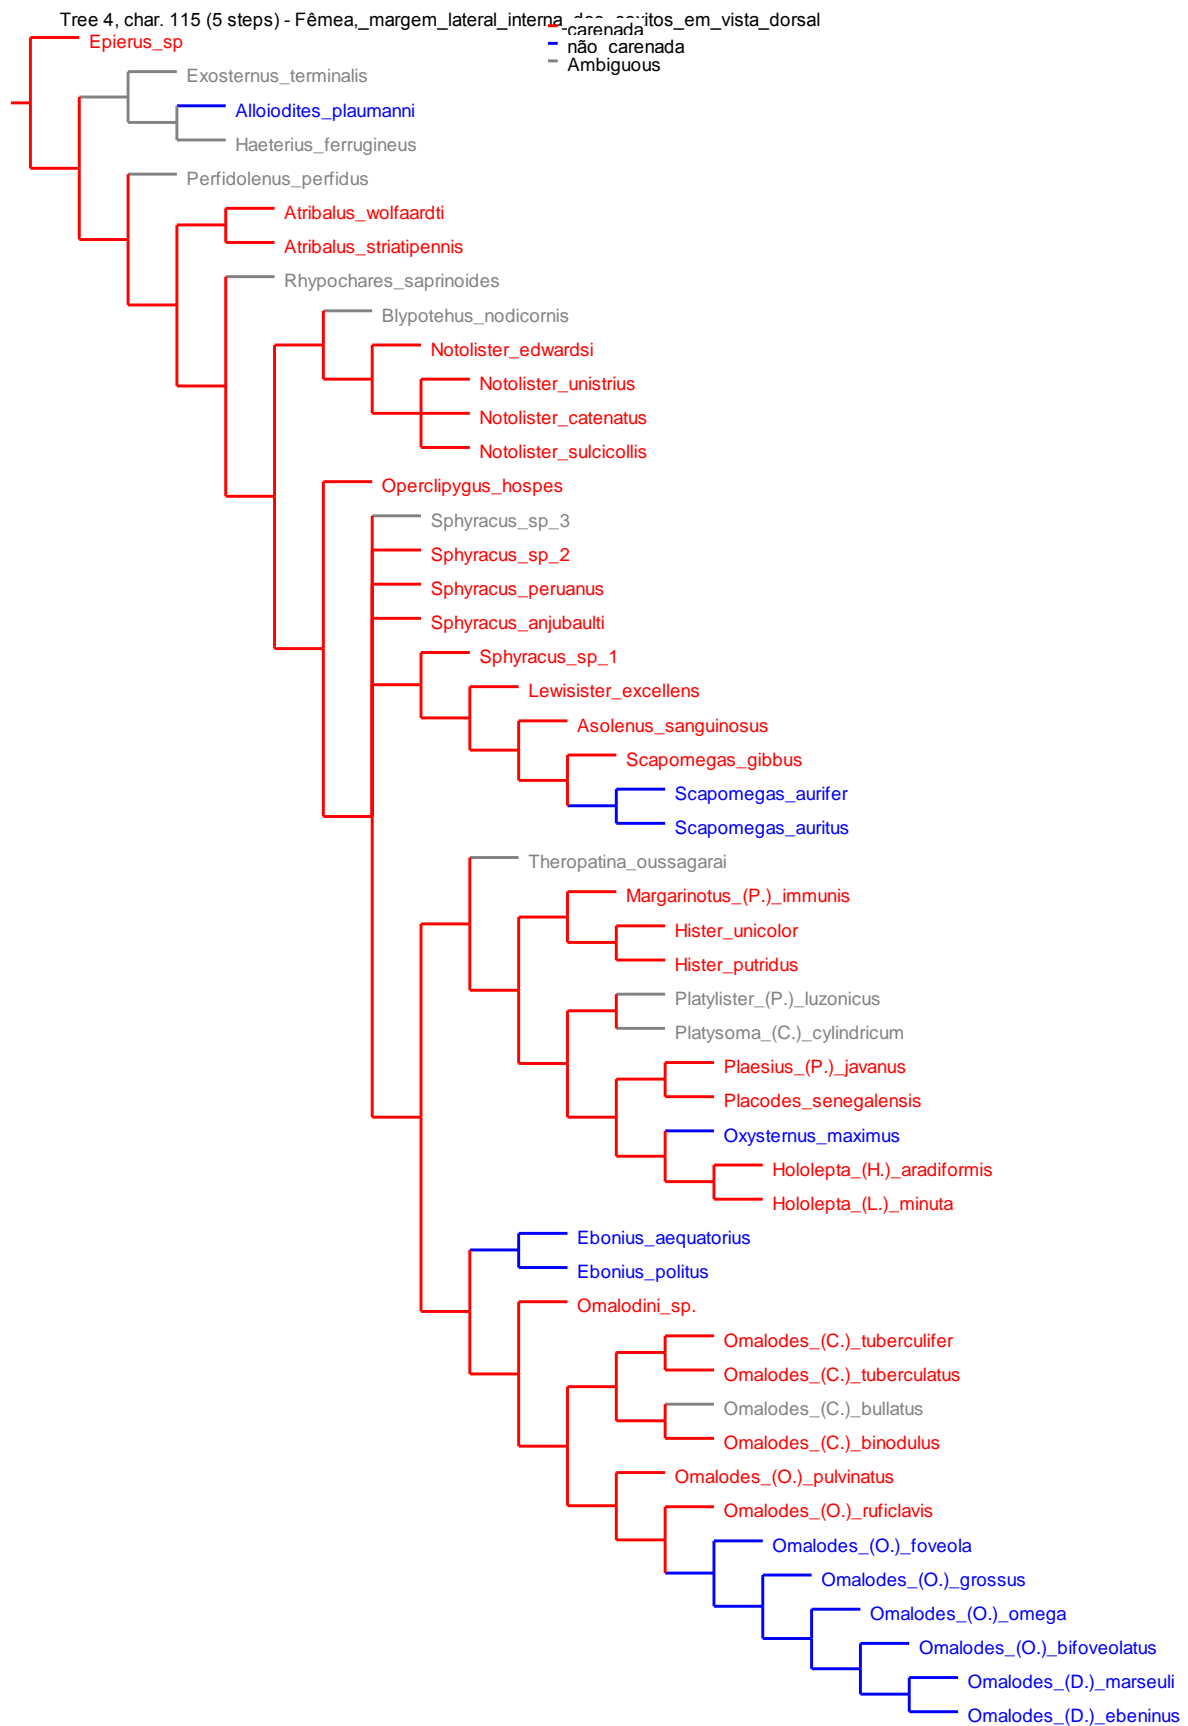 Tree 4, char. 115 (5 steps) - Fêmea,_margem_lateral_interna_dos_coxitos_em_vista_dorsal
carenada
não_carenada
Ambiguous
Epierus_sp
Exosternus_terminalis
Alloiodites_plaumanni
Haeterius_ferrugineus
Perfidolenus_perfidus
Atribalus_wolfaardti
Atribalus_striatipennis
Rhypochares_saprinoides
Blypotehus_nodicornis
Notolister_edwardsi
Notolister_unistrius
Notolister_catenatus
Notolister_sulcicollis
Operclipygus_hospes
Sphyracus_sp_3
Sphyracus_sp_2
Sphyracus_peruanus
Sphyracus_anjubaulti
Sphyracus_sp_1
Lewisister_excellens
Asolenus_sanguinosus
Scapomegas_gibbus
Scapomegas_aurifer
Scapomegas_auritus
Theropatina_oussagarai
Margarinotus_(P.)_immunis
Hister_unicolor
Hister_putridus
Platylister_(P.)_luzonicus
Platysoma_(C.)_cylindricum
Plaesius_(P.)_javanus
Placodes_senegalensis
Oxysternus_maximus
Hololepta_(H.)_aradiformis
Hololepta_(L.)_minuta
Ebonius_aequatorius
Ebonius_politus
Omalodini_sp.
Omalodes_(C.)_tuberculifer
Omalodes_(C.)_tuberculatus
Omalodes_(C.)_bullatus
Omalodes_(C.)_binodulus
Omalodes_(O.)_pulvinatus
Omalodes_(O.)_ruficlavis
Omalodes_(O.)_foveola
Omalodes_(O.)_grossus
Omalodes_(O.)_omega
Omalodes_(O.)_bifoveolatus
Omalodes_(D.)_marseuli
Omalodes_(D.)_ebeninus